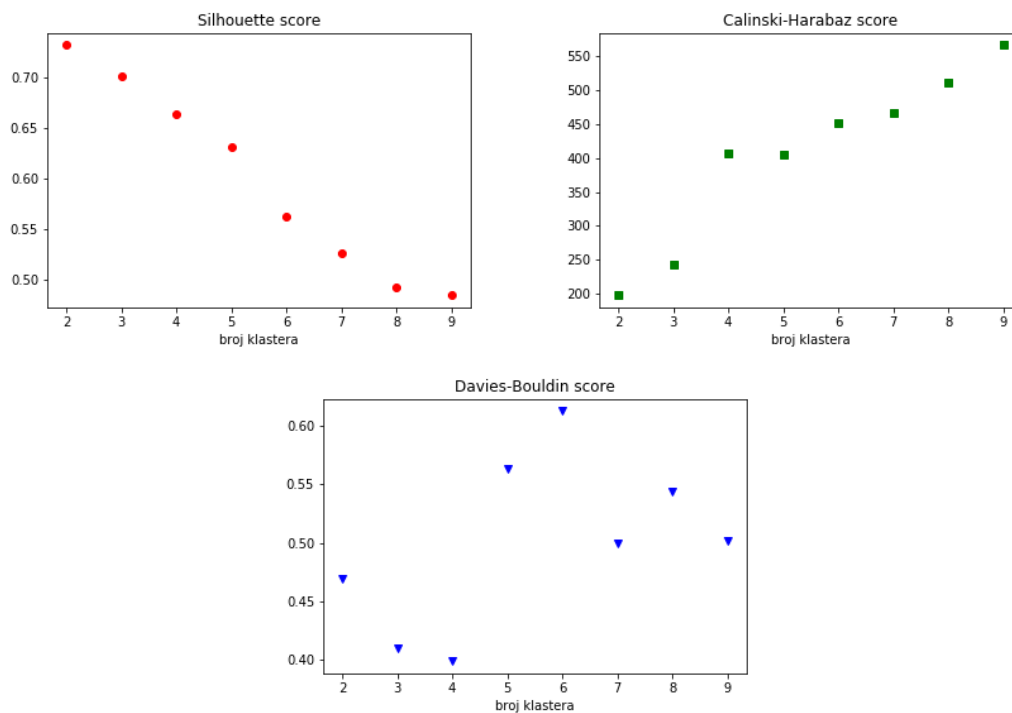 Silhouette score
0.70
0.65
0.60
0.55
0.50
2 3 4 5 6 7 8 9
broj klastera
Calinski-Harabaz score
550
500
450
400
350
300
250
200
2 3 4 5 6 7 8 9
broj klastera
Davies-Bouldin score
0.60
0.55
0.50
0.45
0.40
2 3 4 5 6 7 8 9
broj klastera